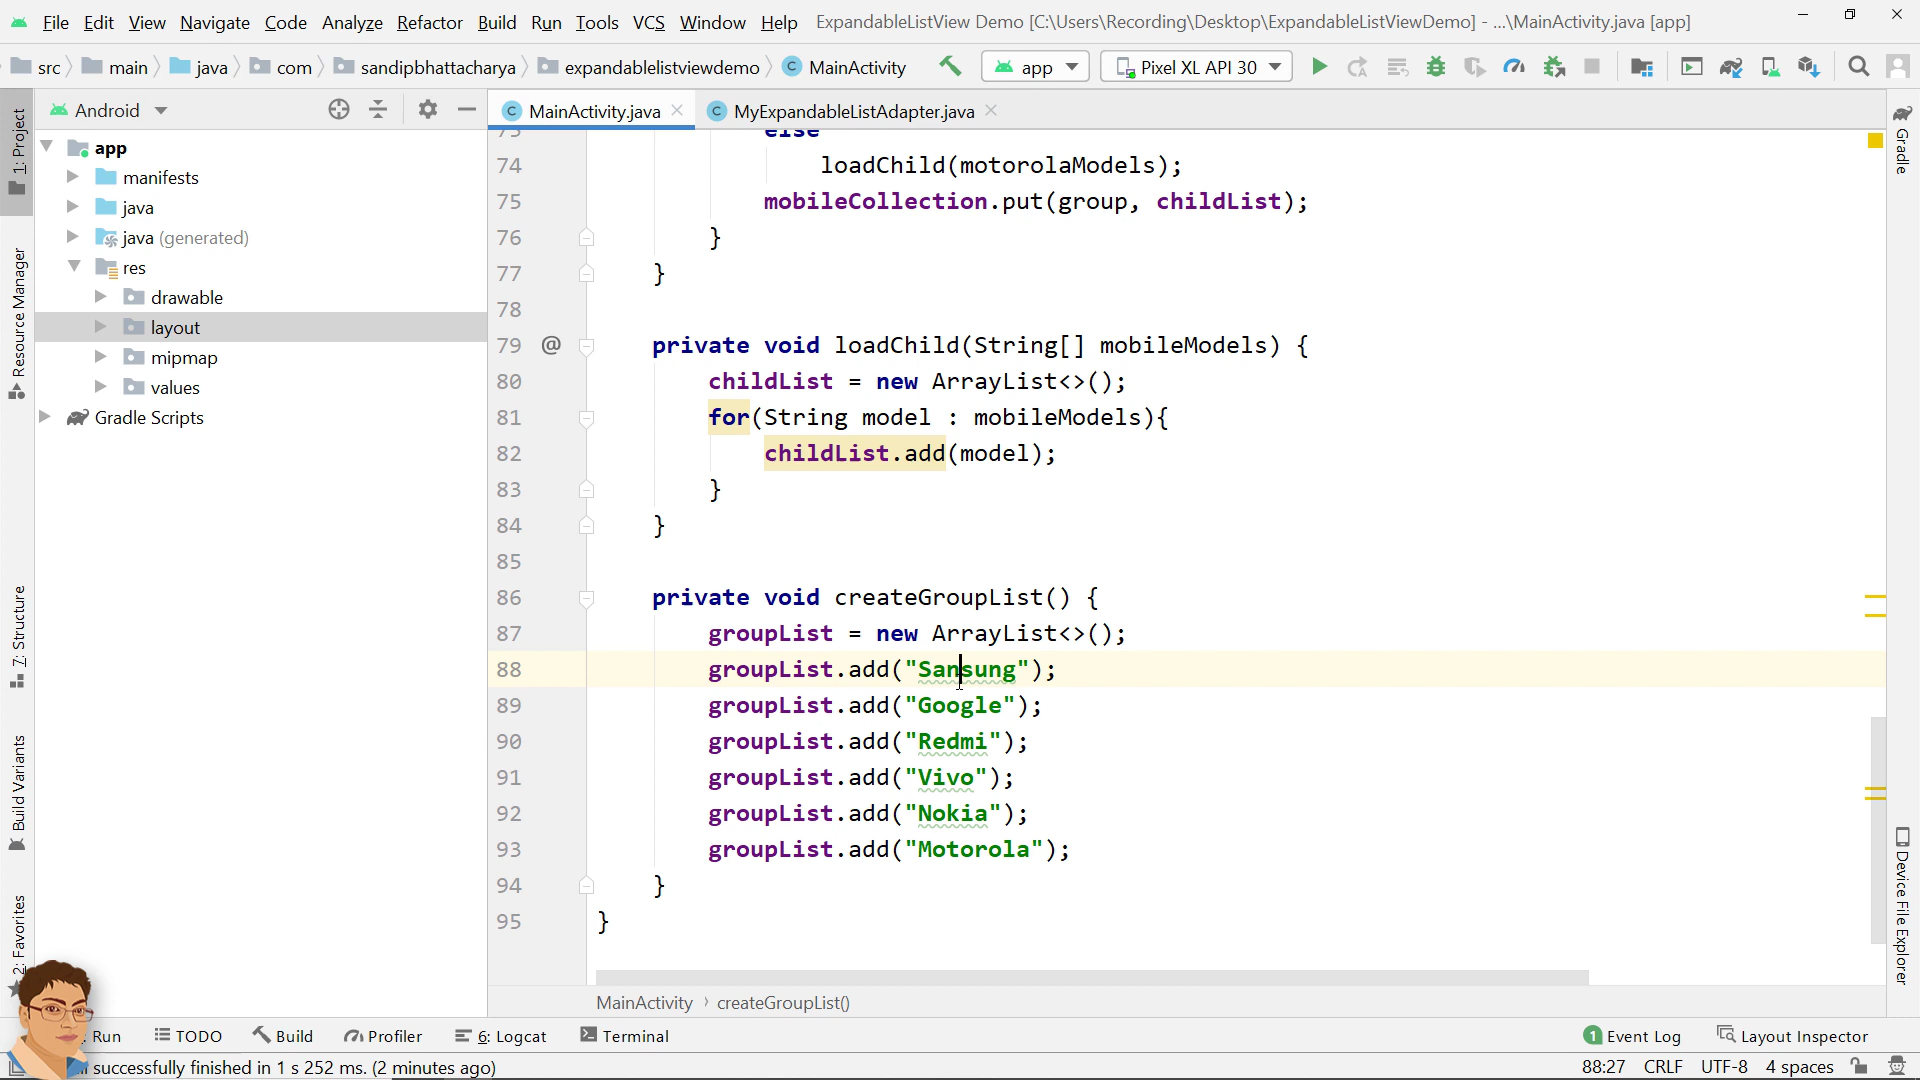 File Edit View Navigate Code Analyze Refactor Build Run Tools VCS Window Help ExpandableListView Demo [C:\Users\Recording\Desktop\ExpandableListViewDemo] - ...\MainActivity.java [app]
src main java com sandipbhattacharya expandablelistviewdemo MainActivity app Pixel XL API 30
Android
MainActivity.java MyExpandableListAdapter.java
1: Project
Resource Manager
7: Structure
Build Variants
2: Favorites
app
manifests
java
java (generated)
res
drawable
layout
mipmap
values
Gradle Scripts
73 else
74 loadChild(motorolaModels);
75 mobileCollection.put(group, childList);
76 }
77 }
78
79 @ private void loadChild(String[] mobileModels) {
80 childList = new ArrayList<>();
81 for(String model : mobileModels){
82 childList.add(model);
83 }
84 }
85
86 private void createGroupList() {
87 groupList = new ArrayList<>();
88 groupList.add("Sansung");
89 groupList.add("Google");
90 groupList.add("Redmi");
91 groupList.add("Vivo");
92 groupList.add("Nokia");
93 groupList.add("Motorola");
94 }
95 }
MainActivity › createGroupList()
Gradle
Device File Explorer
Run TODO Build Profiler 6: Logcat Terminal 1 Event Log Layout Inspector
successfully finished in 1 s 252 ms. (2 minutes ago) 88:27 CRLF UTF-8 4 spaces